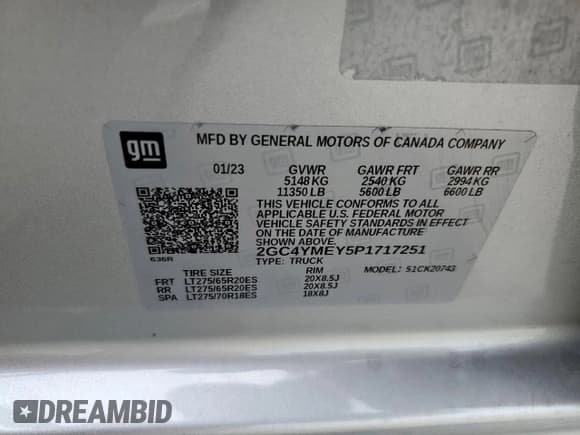 gm
MFD BY GENERAL MOTORS OF CANADA COMPANY
01/23 GVWR GAWR FRT GAWR RR
5148 KG 2540 KG 2994 KG
11350 LB 5600 LB 6600 LB
THIS VEHICLE CONFORMS TO ALL
APPLICABLE U.S. FEDERAL MOTOR
VEHICLE SAFETY STANDARDS IN EFFECT
ON THE DATE OF MANUFACTURE SHOWN ABOVE.
2GC4YMEY5P1717251
636R TYPE: TRUCK MODEL: 51CK20743
TIRE SIZE RIM
FRT LT275/65R20ES 20X8.5J
RR LT275/65R20ES 20X8.5J
SPA LT275/70R18ES 18X8J
DREAMBID